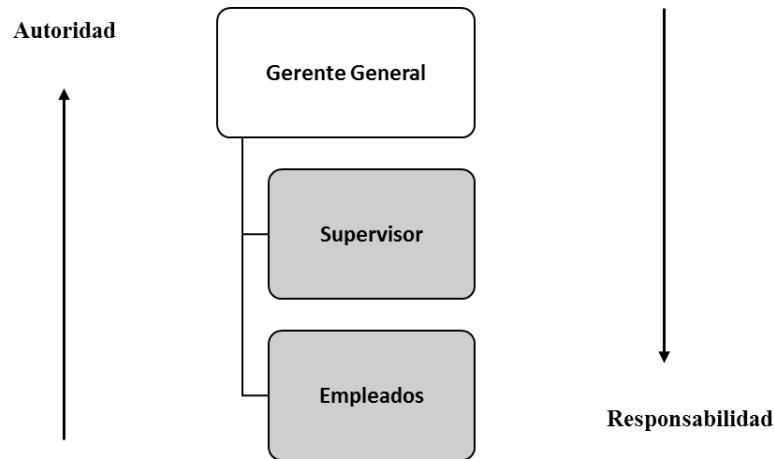 Autoridad
Gerente General
Supervisor
Empleados
Responsabilidad